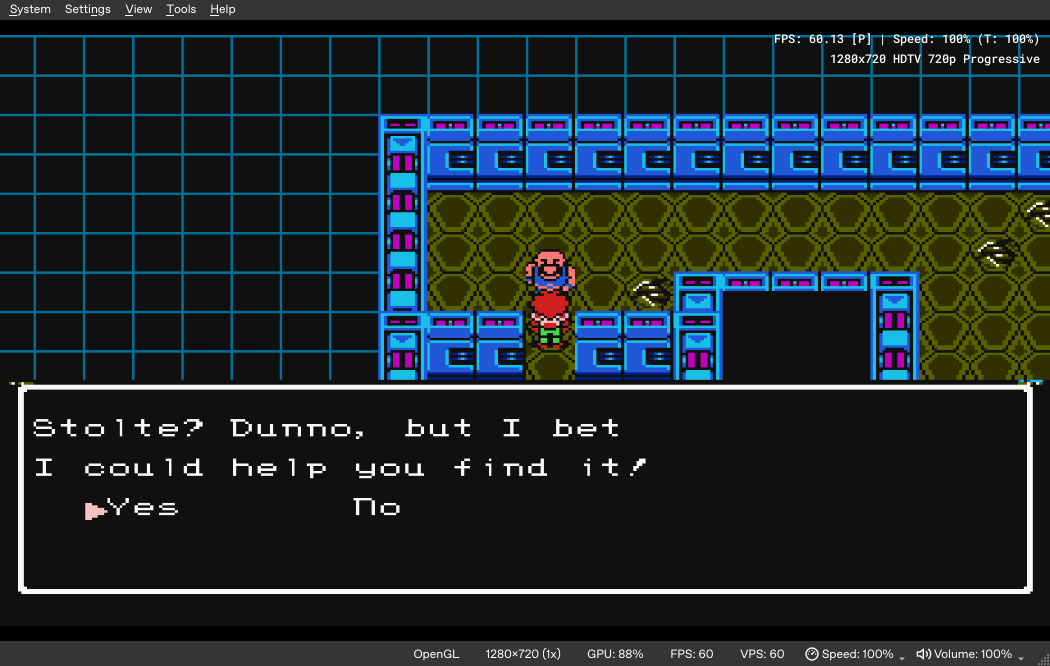 System Settings View Tools Help
FPS: 60.13 [P] | Speed: 100% (T: 100%)
1280x720 HDTV 720p Progressive
Stolte? Dunno, but I bet
I could help you find it!
Yes No
OpenGL 1280×720 (1x) GPU: 88% FPS: 60 VPS: 60 Speed: 100% Volume: 100%